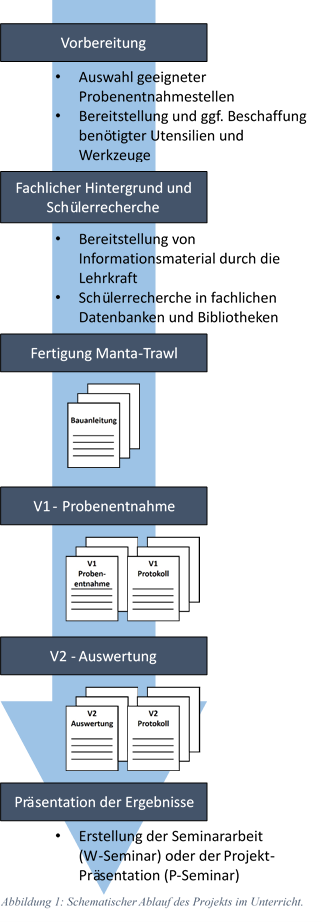 Vorbereitung
• Auswahl geeigneter
Probenentnahmestellen
• Bereitstellung und ggf. Beschaffung
benötigter Utensilien und
Werkzeuge
Fachlicher Hintergrund und
Schülerrecherche
• Bereitstellung von
Informationsmaterial durch die
Lehrkraft
• Schülerrecherche in fachlichen
Datenbanken und Bibliotheken
Fertigung Manta-Trawl
Bauanleitung
V1 - Probenentnahme
V1
Proben-
entnahme
V1
Protokoll
V2 - Auswertung
V2
Auswertung
V2
Protokoll
Präsentation der Ergebnisse
• Erstellung der Seminararbeit
(W-Seminar) oder der Projekt-
Präsentation (P-Seminar)
Abbildung 1: Schematischer Ablauf des Projekts im Unterricht.